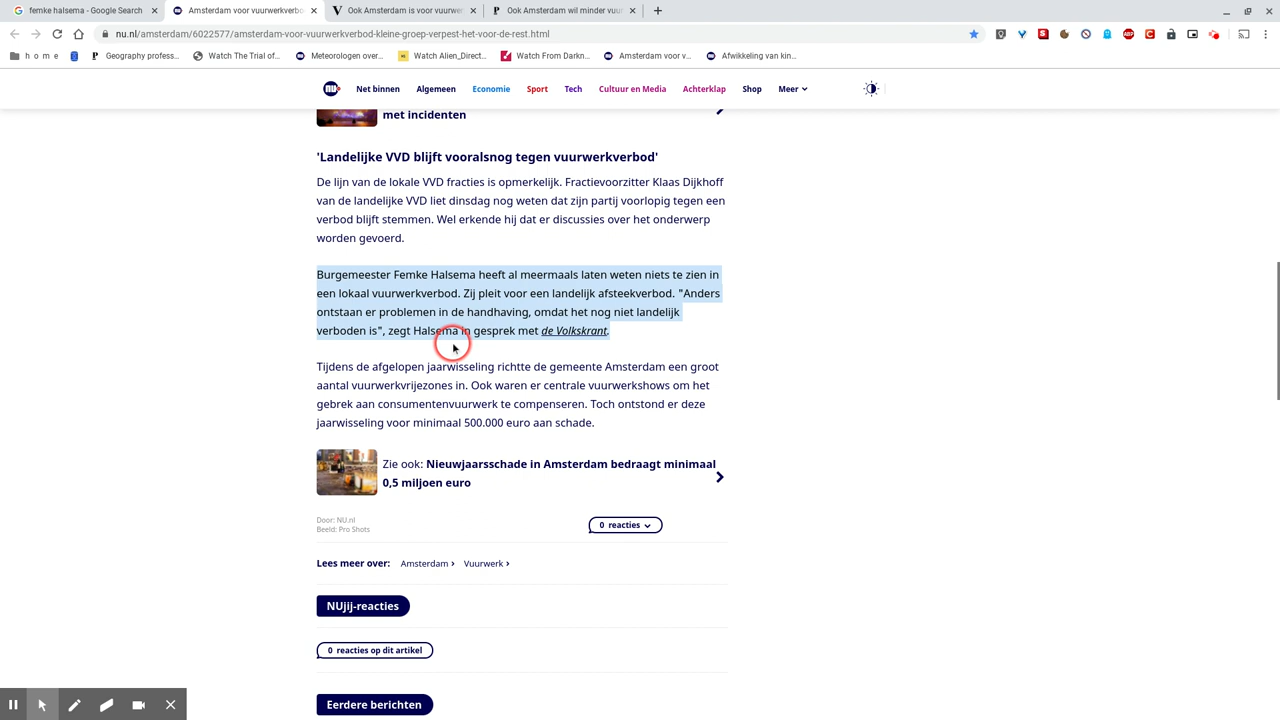 femke halsema - Google Search
Amsterdam voor vuurwerkverbo
Ook Amsterdam is voor vuurwer
Ook Amsterdam wil minder vuu
nu.nl/amsterdam/6022577/amsterdam-voor-vuurwerkverbod-kleine-groep-verpest-het-voor-de-rest.html
h o m e
Geography profess...
Watch The Trial of...
Meteorologen over...
Watch Alien_Direct...
Watch From Darkn...
Amsterdam voor v...
Afwikkeling van kin...
NU
Net binnen
Algemeen
Economie
Sport
Tech
Cultuur en Media
Achterklap
Shop
Meer
met incidenten
'Landelijke VVD blijft vooralsnog tegen vuurwerkverbod'
De lijn van de lokale VVD fracties is opmerkelijk. Fractievoorzitter Klaas Dijkhoff
van de landelijke VVD liet dinsdag nog weten dat zijn partij voorlopig tegen een
verbod blijft stemmen. Wel erkende hij dat er discussies over het onderwerp
worden gevoerd.
Burgemeester Femke Halsema heeft al meermaals laten weten niets te zien in
een lokaal vuurwerkverbod. Zij pleit voor een landelijk afsteekverbod. "Anders
ontstaan er problemen in de handhaving, omdat het nog niet landelijk
verboden is", zegt Halsema in gesprek met de Volkskrant.
Tijdens de afgelopen jaarwisseling richtte de gemeente Amsterdam een groot
aantal vuurwerkvrijezones in. Ook waren er centrale vuurwerkshows om het
gebrek aan consumentenvuurwerk te compenseren. Toch ontstond er deze
jaarwisseling voor minimaal 500.000 euro aan schade.
Zie ook: Nieuwjaarsschade in Amsterdam bedraagt minimaal
0,5 miljoen euro
Door: NU.nl
Beeld: Pro Shots
0 reacties
Lees meer over: Amsterdam Vuurwerk
NUjij-reacties
0 reacties op dit artikel
Eerdere berichten